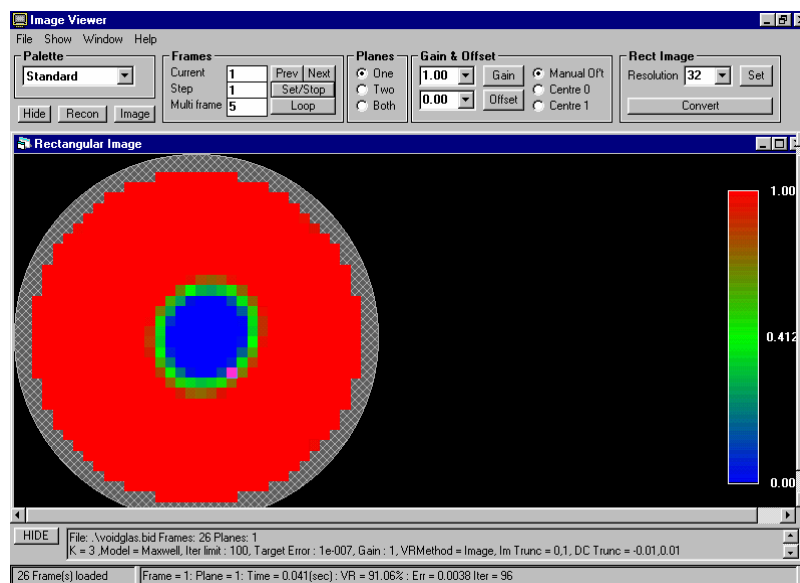 Image Viewer
File Show Window Help
Palette
Standard
Hide Recon Image
Frames
Current 1 Prev Next
Step 1 Set/Stop
Multi frame 5 Loop
Planes
One
Two
Both
Gain & Offset
1.00 Gain
0.00 Offset
Manual Oft
Centre 0
Centre 1
Rect Image
Resolution 32 Set
Convert
Rectangular Image
1.00
0.412
0.00
HIDE
File: .\voidglas.bid Frames: 26 Planes: 1
K = 3 ,Model = Maxwell, Iter limit : 100, Target Error : 1e-007, Gain : 1, VRMethod = Image, Im Trunc = 0,1, DC Trunc = -0.01,0.01
26 Frame(s) loaded
Frame = 1: Plane = 1: Time = 0.041(sec) : VR = 91.06% : Err = 0.0038 Iter = 96